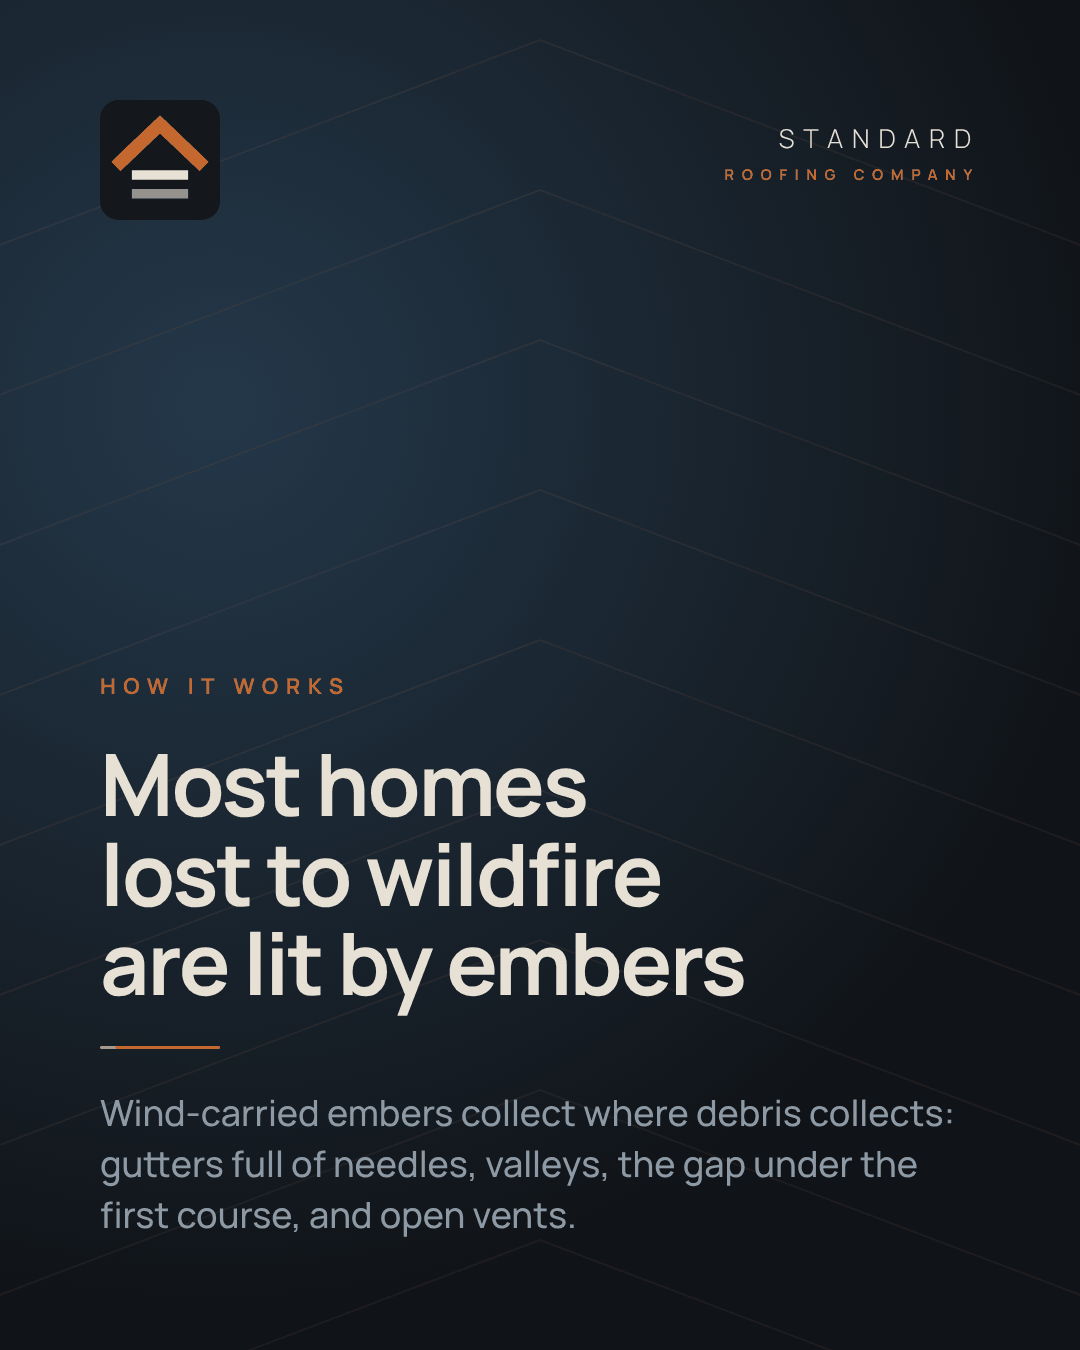 STANDARD
ROOFING COMPANY
HOW IT WORKS
Most homes
lost to wildfire
are lit by embers
Wind-carried embers collect where debris collects:
gutters full of needles, valleys, the gap under the
first course, and open vents.